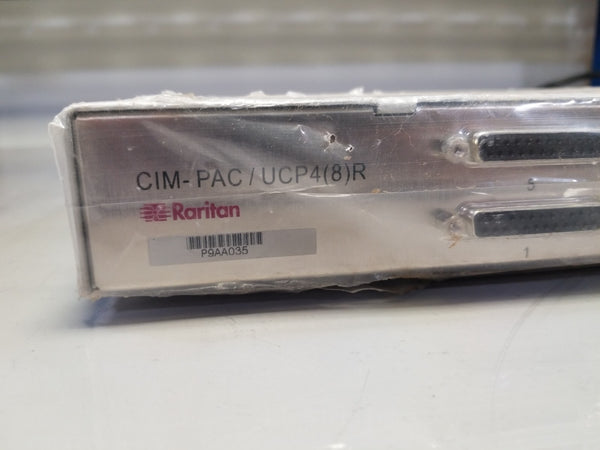 CIM-PAC/UCP4(8)R
Raritan
P9AA035
5
1